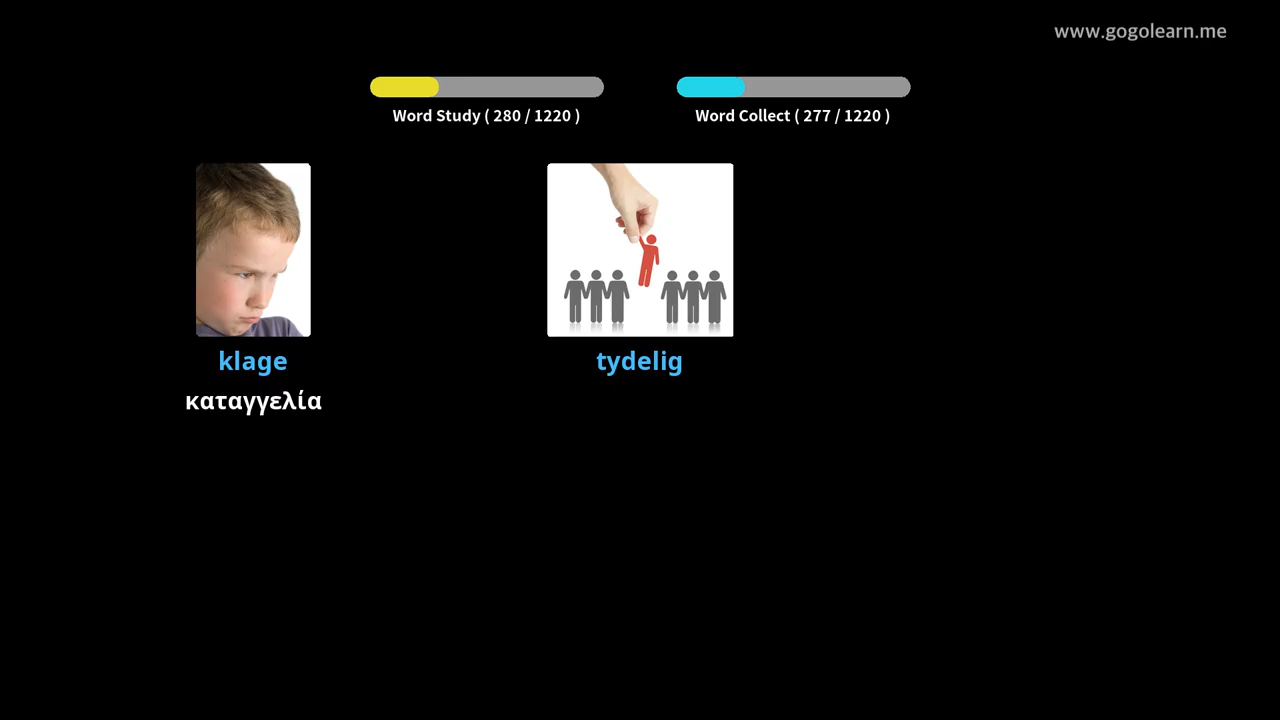 www.gogolearn.me
Word Study ( 280 / 1220 )
Word Collect ( 277 / 1220 )
klage
tydelig
καταγγελία